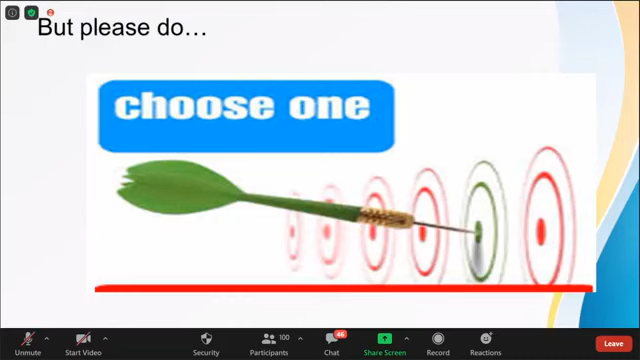 But please do...
choose one
100
46
Unmute
Start Video
Security
Participants
Chat
Share Screen
Record
Reactions
Leave